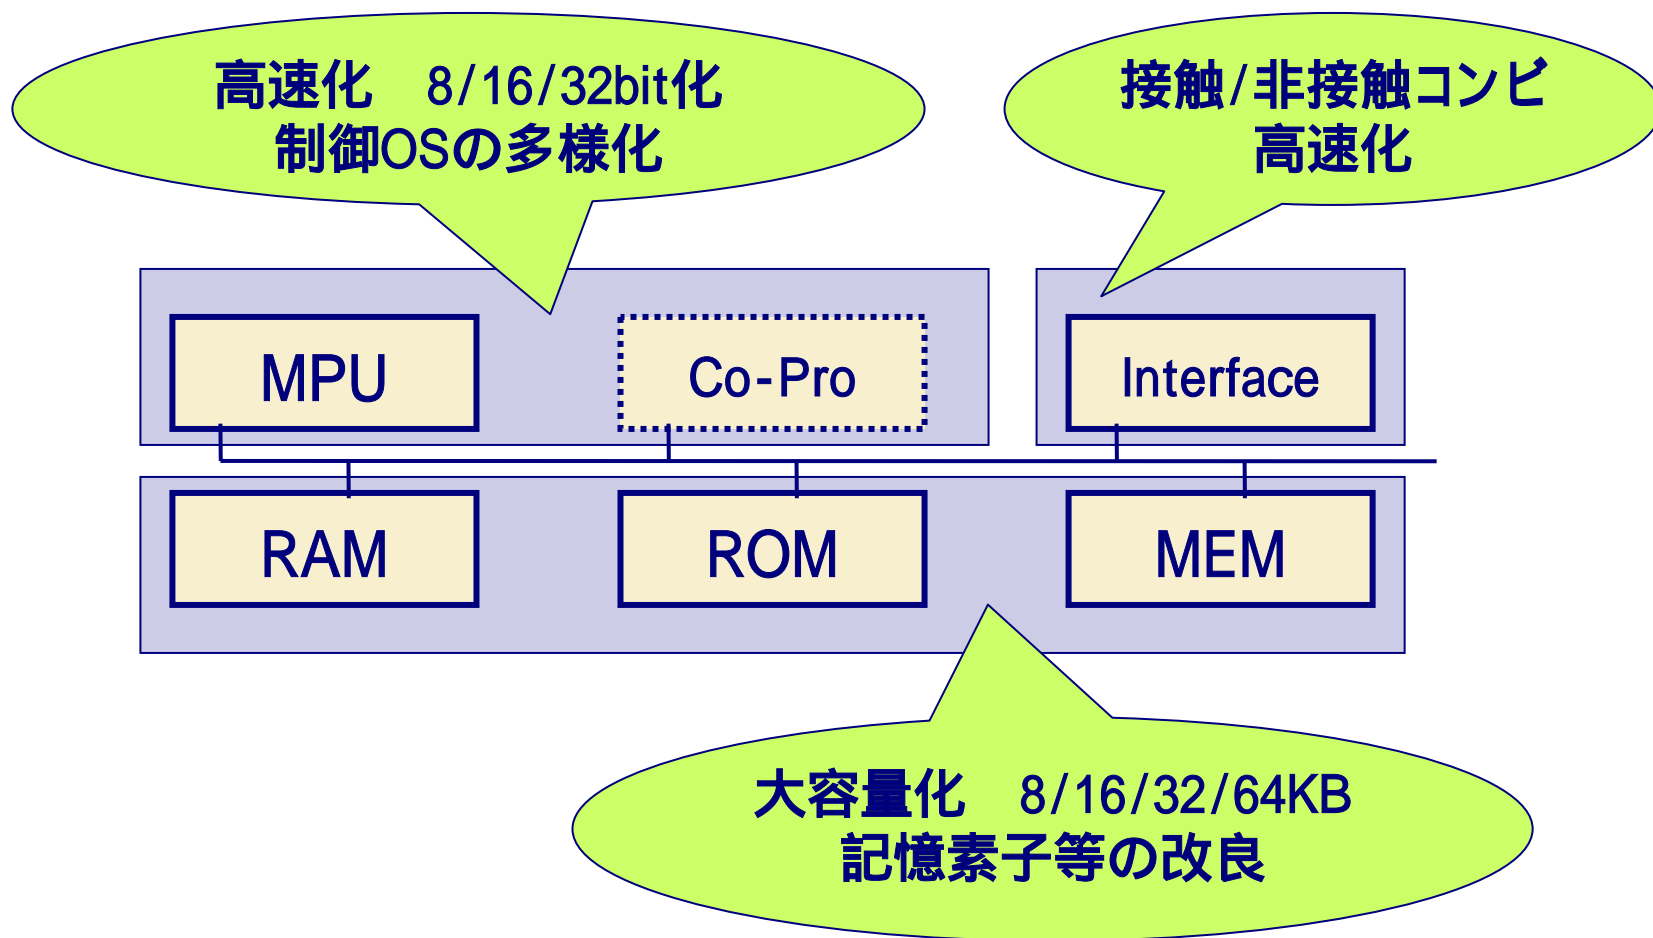 高速化　8/16/32bit化
制御OSの多様化
接触/非接触コンビ
高速化
MPU
Co-Pro
Interface
RAM
ROM
MEM
大容量化　8/16/32/64KB
記憶素子等の改良